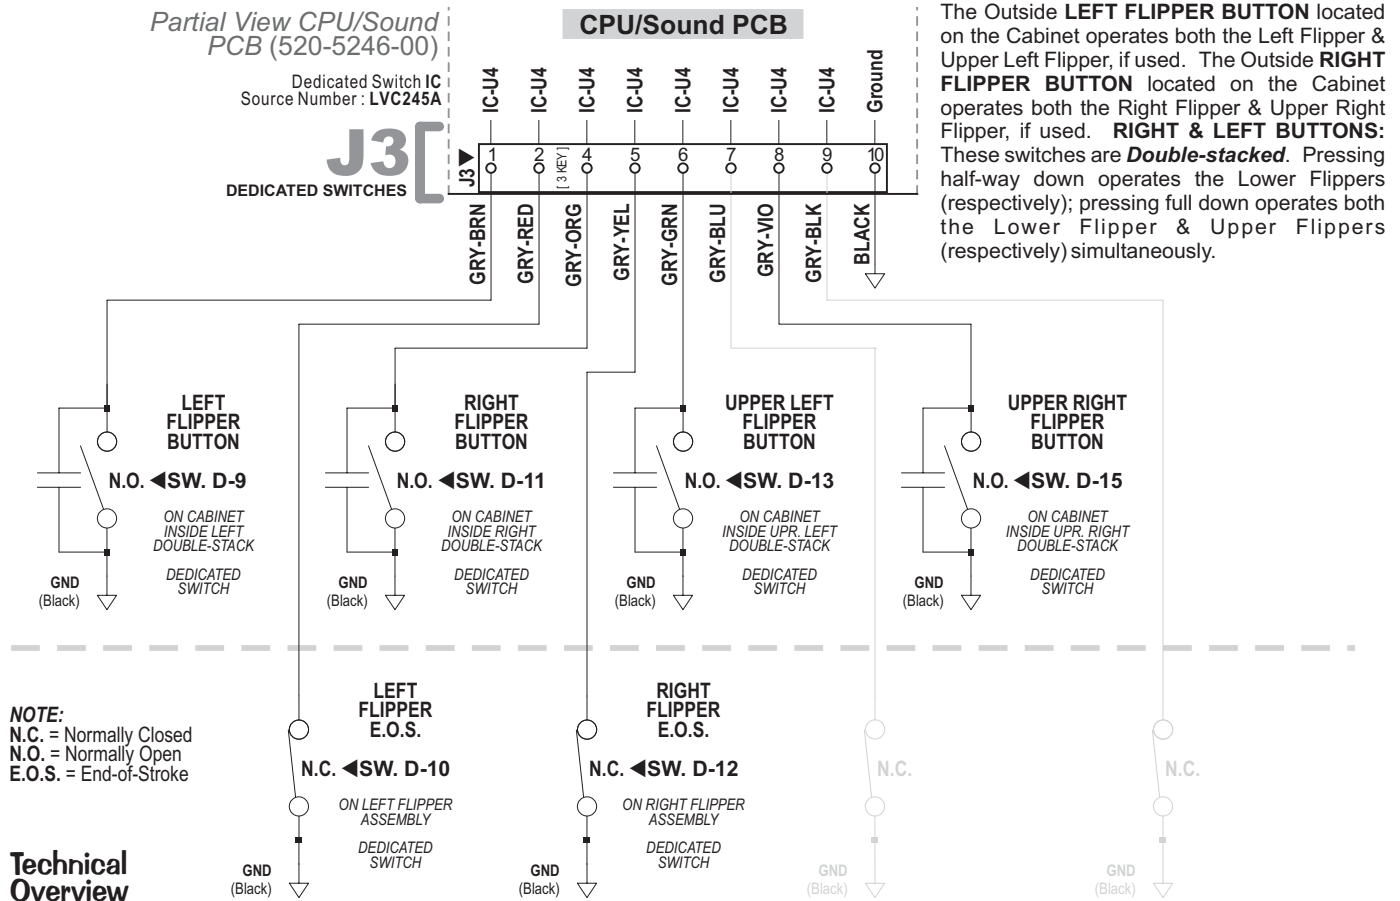 Partial View CPU/Sound
PCB (520-5246-00)
CPU/Sound PCB
Dedicated Switch IC
Source Number : LVC245A
J3
DEDICATED SWITCHES
IC-U4
IC-U4
IC-U4
IC-U4
IC-U4
IC-U4
IC-U4
IC-U4
Ground
J3
1
2
[ 3 KEY ]
4
5
6
7
8
9
10
GRY-BRN
GRY-RED
GRY-ORG
GRY-YEL
GRY-GRN
GRY-BLU
GRY-VIO
GRY-BLK
BLACK
The Outside LEFT FLIPPER BUTTON located
on the Cabinet operates both the Left Flipper &
Upper Left Flipper, if used. The Outside RIGHT
FLIPPER BUTTON located on the Cabinet
operates both the Right Flipper & Upper Right
Flipper, if used. RIGHT & LEFT BUTTONS:
These switches are Double-stacked. Pressing
half-way down operates the Lower Flippers
(respectively); pressing full down operates both
the Lower Flipper & Upper Flippers
(respectively) simultaneously.
LEFT
FLIPPER
BUTTON
N.O. ◀SW. D-9
ON CABINET
INSIDE LEFT
DOUBLE-STACK
DEDICATED
SWITCH
GND
(Black)
RIGHT
FLIPPER
BUTTON
N.O. ◀SW. D-11
ON CABINET
INSIDE RIGHT
DOUBLE-STACK
DEDICATED
SWITCH
GND
(Black)
UPPER LEFT
FLIPPER
BUTTON
N.O. ◀SW. D-13
ON CABINET
INSIDE UPR. LEFT
DOUBLE-STACK
DEDICATED
SWITCH
GND
(Black)
UPPER RIGHT
FLIPPER
BUTTON
N.O. ◀SW. D-15
ON CABINET
INSIDE UPR. RIGHT
DOUBLE-STACK
DEDICATED
SWITCH
GND
(Black)
NOTE:
N.C. = Normally Closed
N.O. = Normally Open
E.O.S. = End-of-Stroke
LEFT
FLIPPER
E.O.S.
N.C. ◀SW. D-10
ON LEFT FLIPPER
ASSEMBLY
DEDICATED
SWITCH
GND
(Black)
RIGHT
FLIPPER
E.O.S.
N.C. ◀SW. D-12
ON RIGHT FLIPPER
ASSEMBLY
DEDICATED
SWITCH
GND
(Black)
N.C.
GND
(Black)
N.C.
GND
(Black)
Technical
Overview